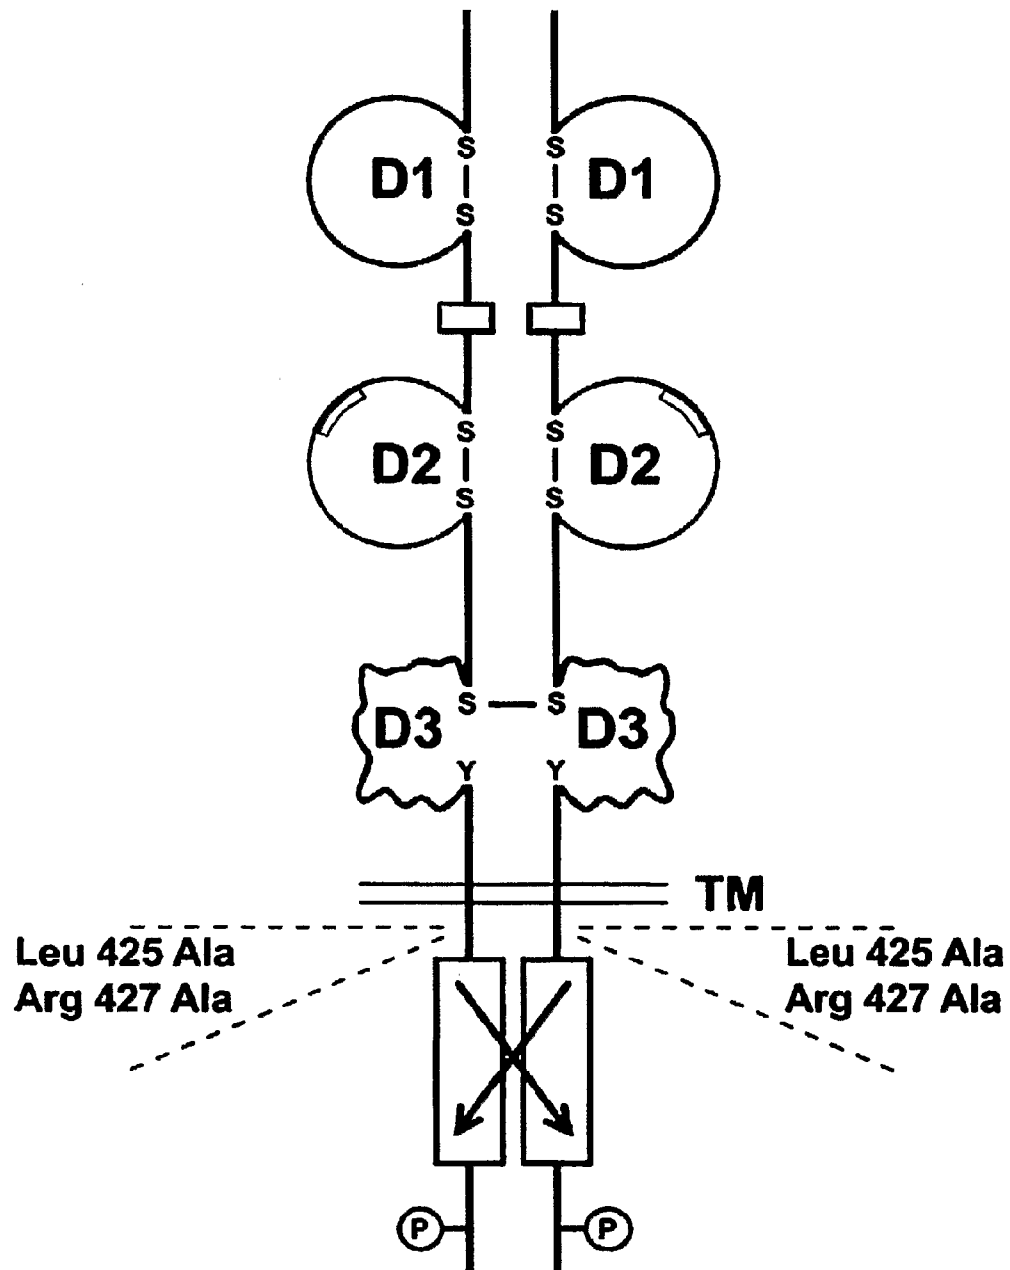 D1 S S D1
S S
D2 S S D2
S S
D3 S S D3
Y Y
TM
Leu 425 Ala Leu 425 Ala
Arg 427 Ala Arg 427 Ala
P P